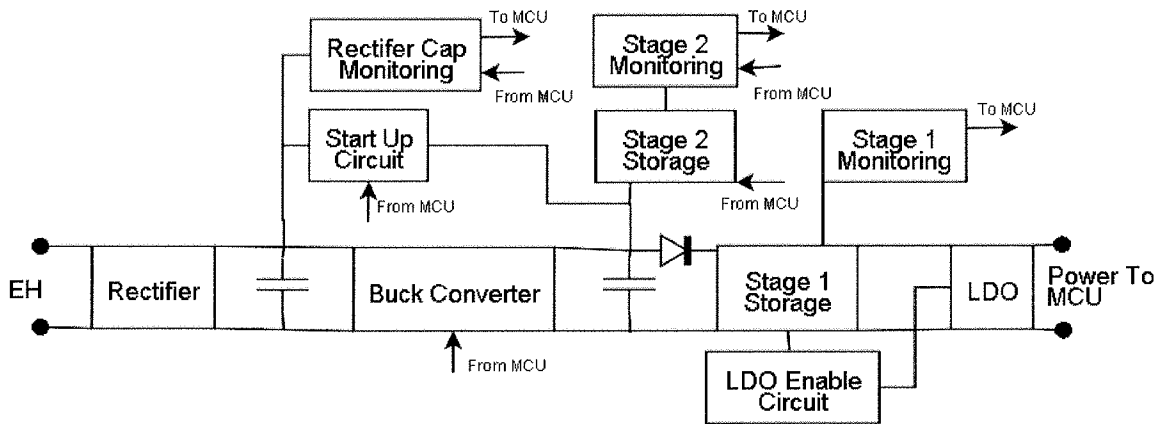 To MCU
To MCU
Rectifer Cap
Monitoring
Stage 2
Monitoring
From MCU
From MCU
To MCU
Start Up
Circuit
Stage 2
Storage
Stage 1
Monitoring
From MCU
From MCU
EH
Rectifier
Buck Converter
Stage 1
Storage
LDO
Power To
MCU
From MCU
LDO Enable
Circuit